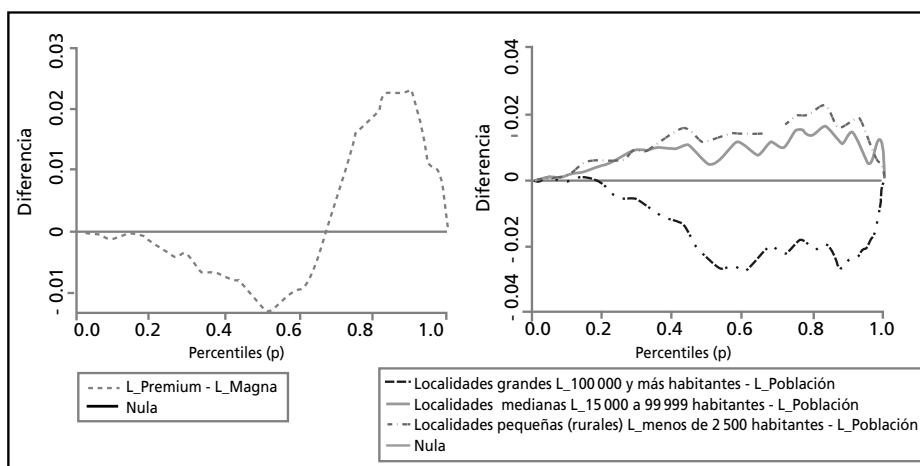 0.03
0.02
0.01
0
- 0.01
Diferencia
0.0 0.2 0.4 0.6 0.8 1.0
Percentiles (p)
L_Premium - L_Magna
Nula
0.04
0.02
0
- 0.02
- 0.04
Diferencia
0.0 0.2 0.4 0.6 0.8 1.0
Percentiles (p)
Localidades grandes L_100 000 y más habitantes - L_Población
Localidades medianas L_15 000 a 99 999 habitantes - L_Población
Localidades pequeñas (rurales) L_menos de 2 500 habitantes - L_Población
Nula